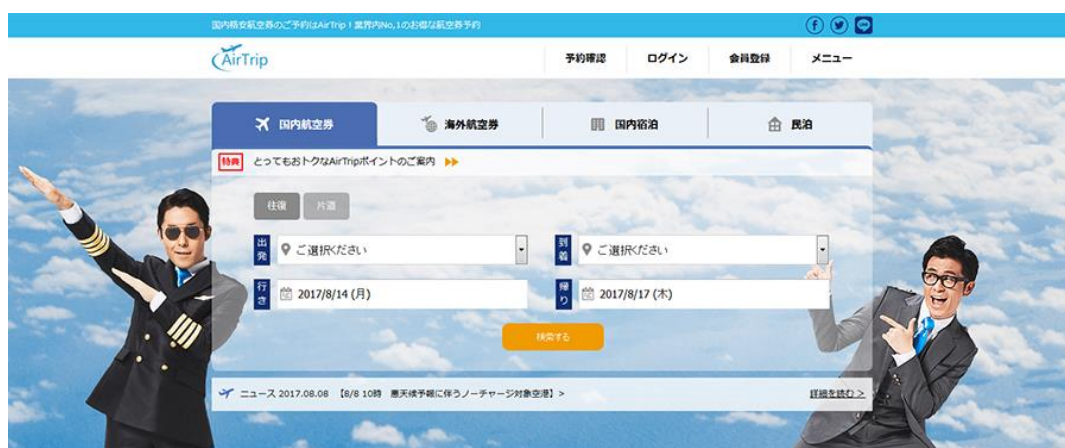 国内格安航空券のご予約はAirTrip！業界内No,1のお得な航空券予約
AirTrip
予約確認 ログイン 会員登録 メニュー
国内航空券 海外航空券 国内宿泊 民泊
特典 とってもおトクなAirTripポイントのご案内
往復 片道
出発 ご選択ください 到着 ご選択ください
行き 2017/8/14 (月) 帰り 2017/8/17 (木)
検索する
ニュース 2017.08.08 【8/8 10時 悪天候予報に伴うノーチャージ対象空港】 > 詳細を読む >